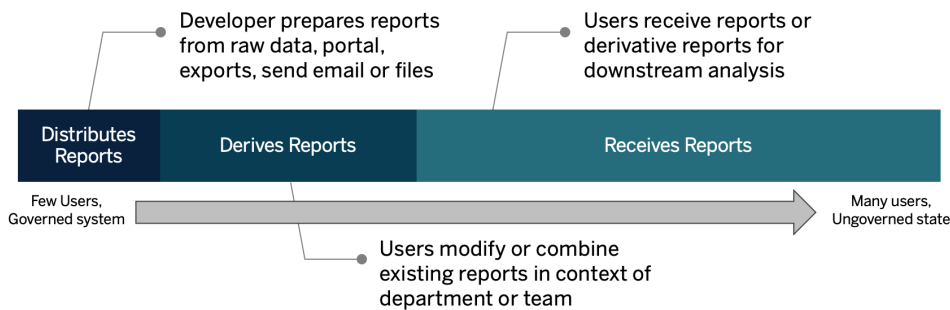 Developer prepares reports
from raw data, portal,
exports, send email or files
Users receive reports or
derivative reports for
downstream analysis
Distributes
Reports
Derives Reports
Receives Reports
Few Users,
Governed system
Many users,
Ungoverned state
Users modify or combine
existing reports in context of
department or team